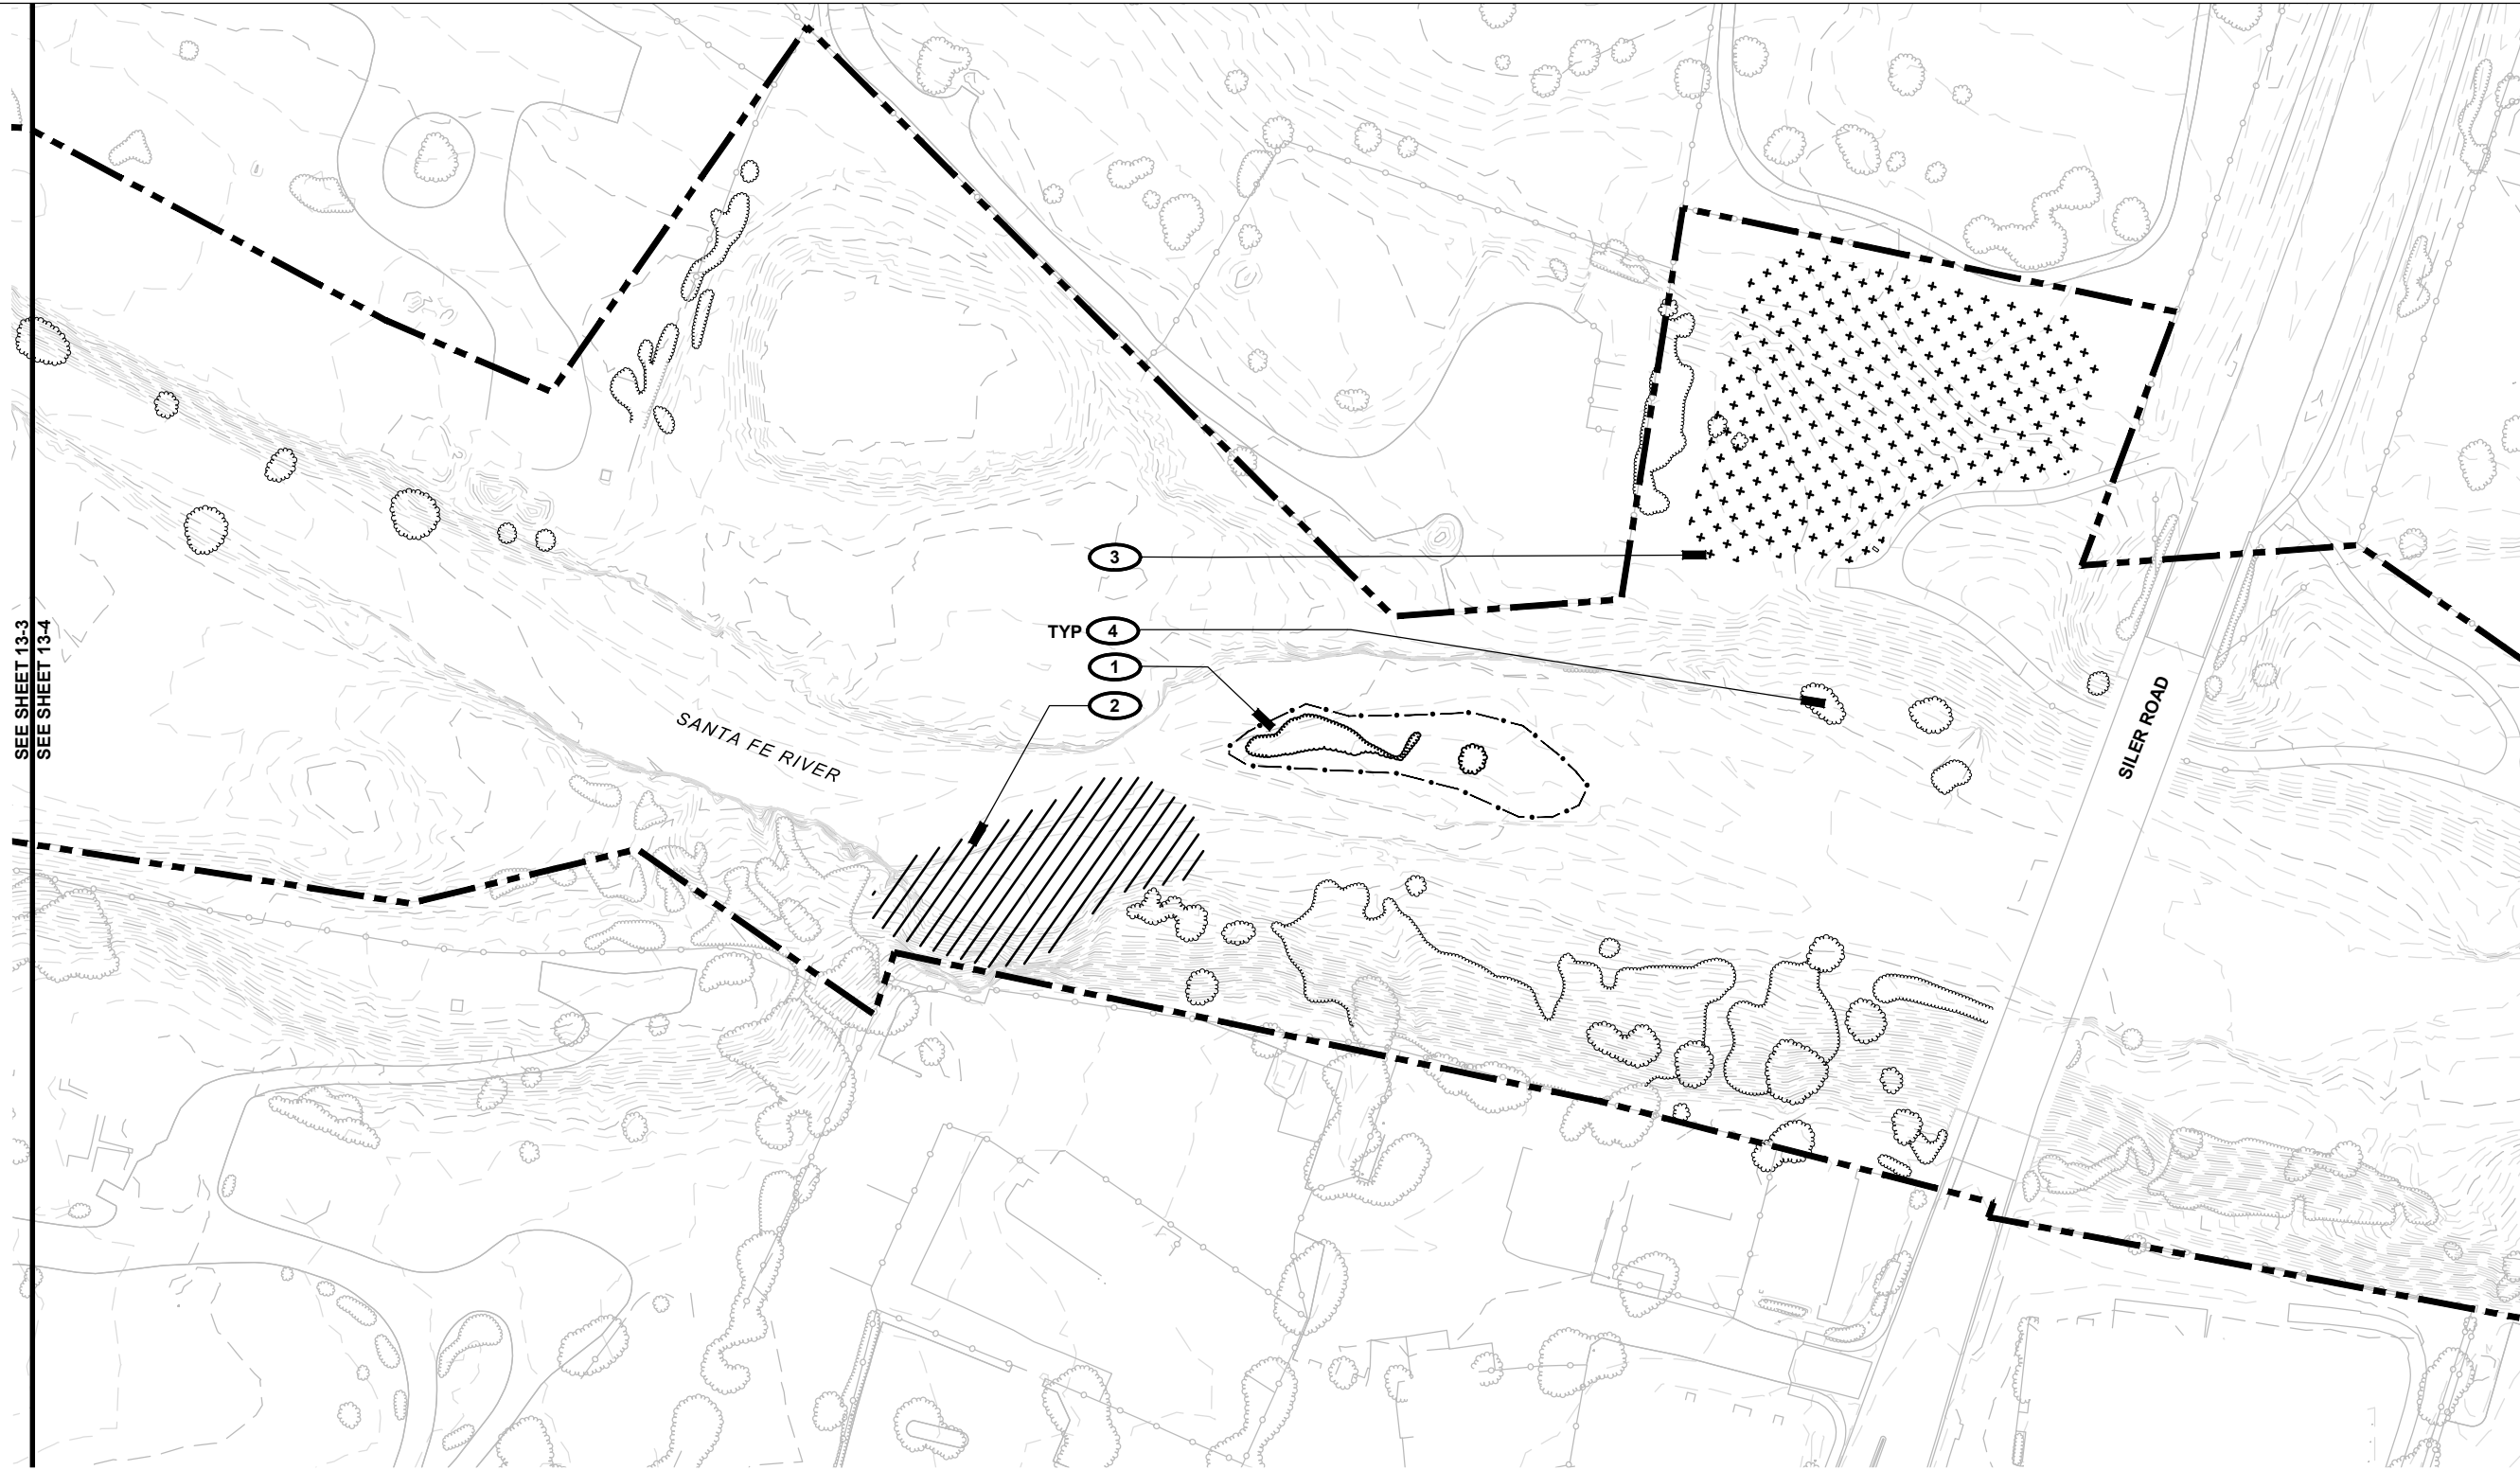 3
TYP 4
1
2
SEE SHEET 13-3
SEE SHEET 13-4
SANTA FE RIVER
SILER ROAD